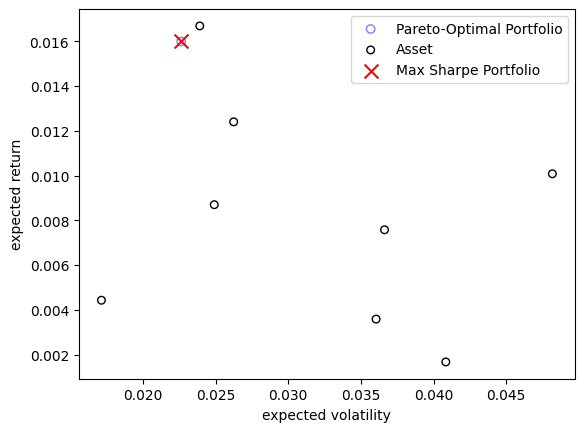 Pareto-Optimal Portfolio
Asset
Max Sharpe Portfolio
expected return
0.016
0.014
0.012
0.010
0.008
0.006
0.004
0.002
0.020 0.025 0.030 0.035 0.040 0.045
expected volatility